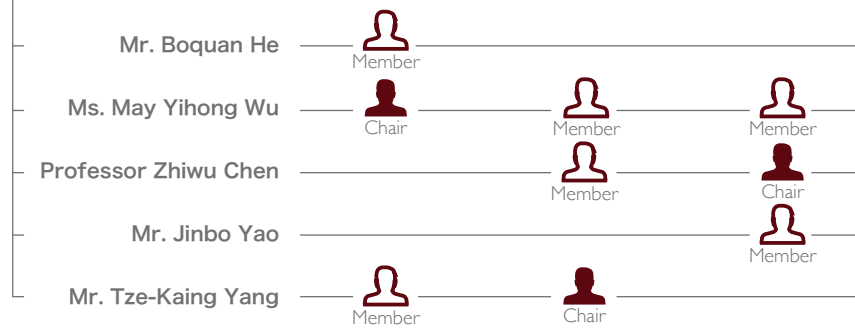 Mr. Boquan He
Member
Ms. May Yihong Wu
Chair Member Member
Professor Zhiwu Chen
Member Chair
Mr. Jinbo Yao
Member
Mr. Tze-Kaing Yang
Member Chair